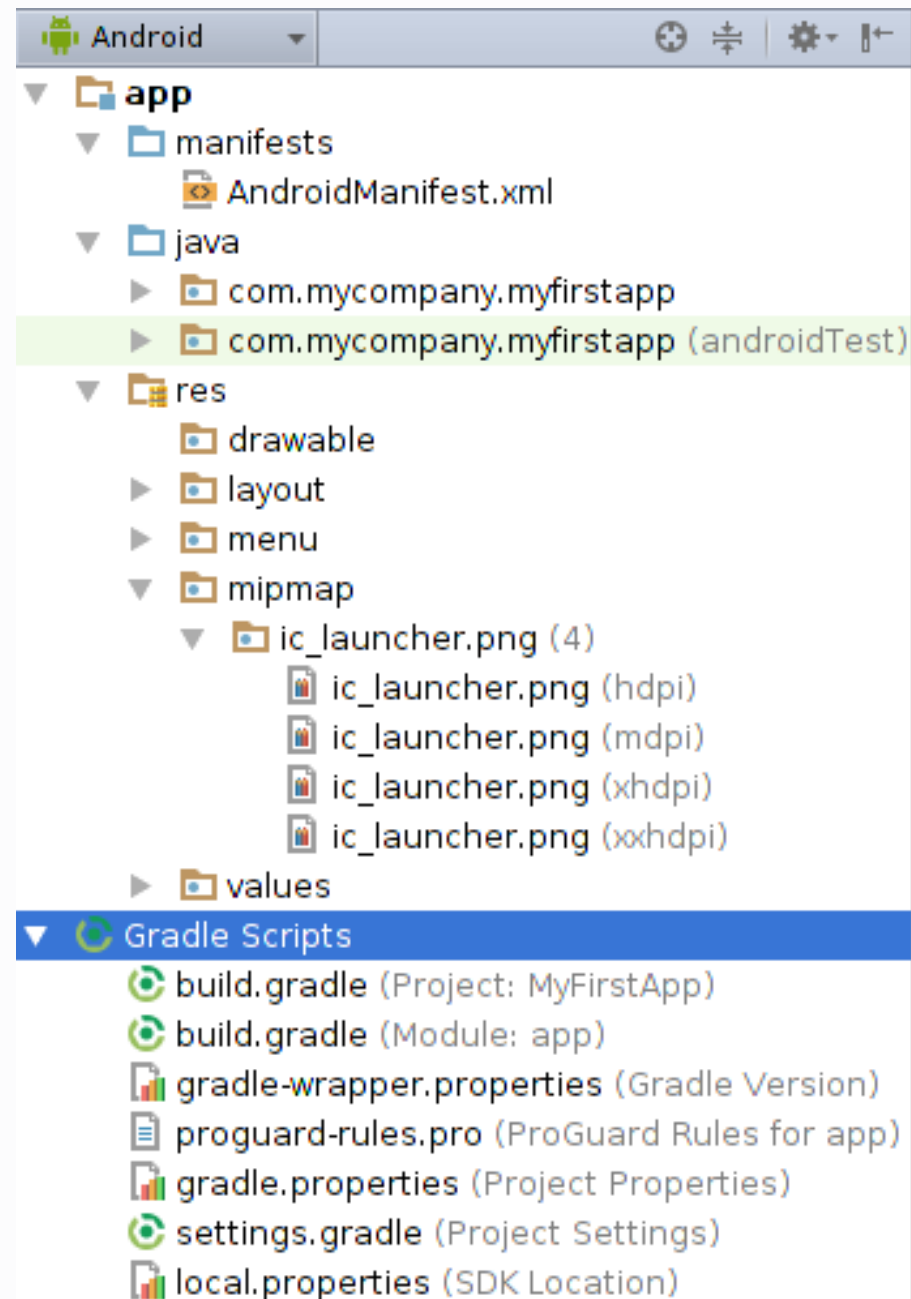 Android
app
manifests
AndroidManifest.xml
java
com.mycompany.myfirstapp
com.mycompany.myfirstapp (androidTest)
res
drawable
layout
menu
mipmap
ic_launcher.png (4)
ic_launcher.png (hdpi)
ic_launcher.png (mdpi)
ic_launcher.png (xhdpi)
ic_launcher.png (xxhdpi)
values
Gradle Scripts
build.gradle (Project: MyFirstApp)
build.gradle (Module: app)
gradle-wrapper.properties (Gradle Version)
proguard-rules.pro (ProGuard Rules for app)
gradle.properties (Project Properties)
settings.gradle (Project Settings)
local.properties (SDK Location)